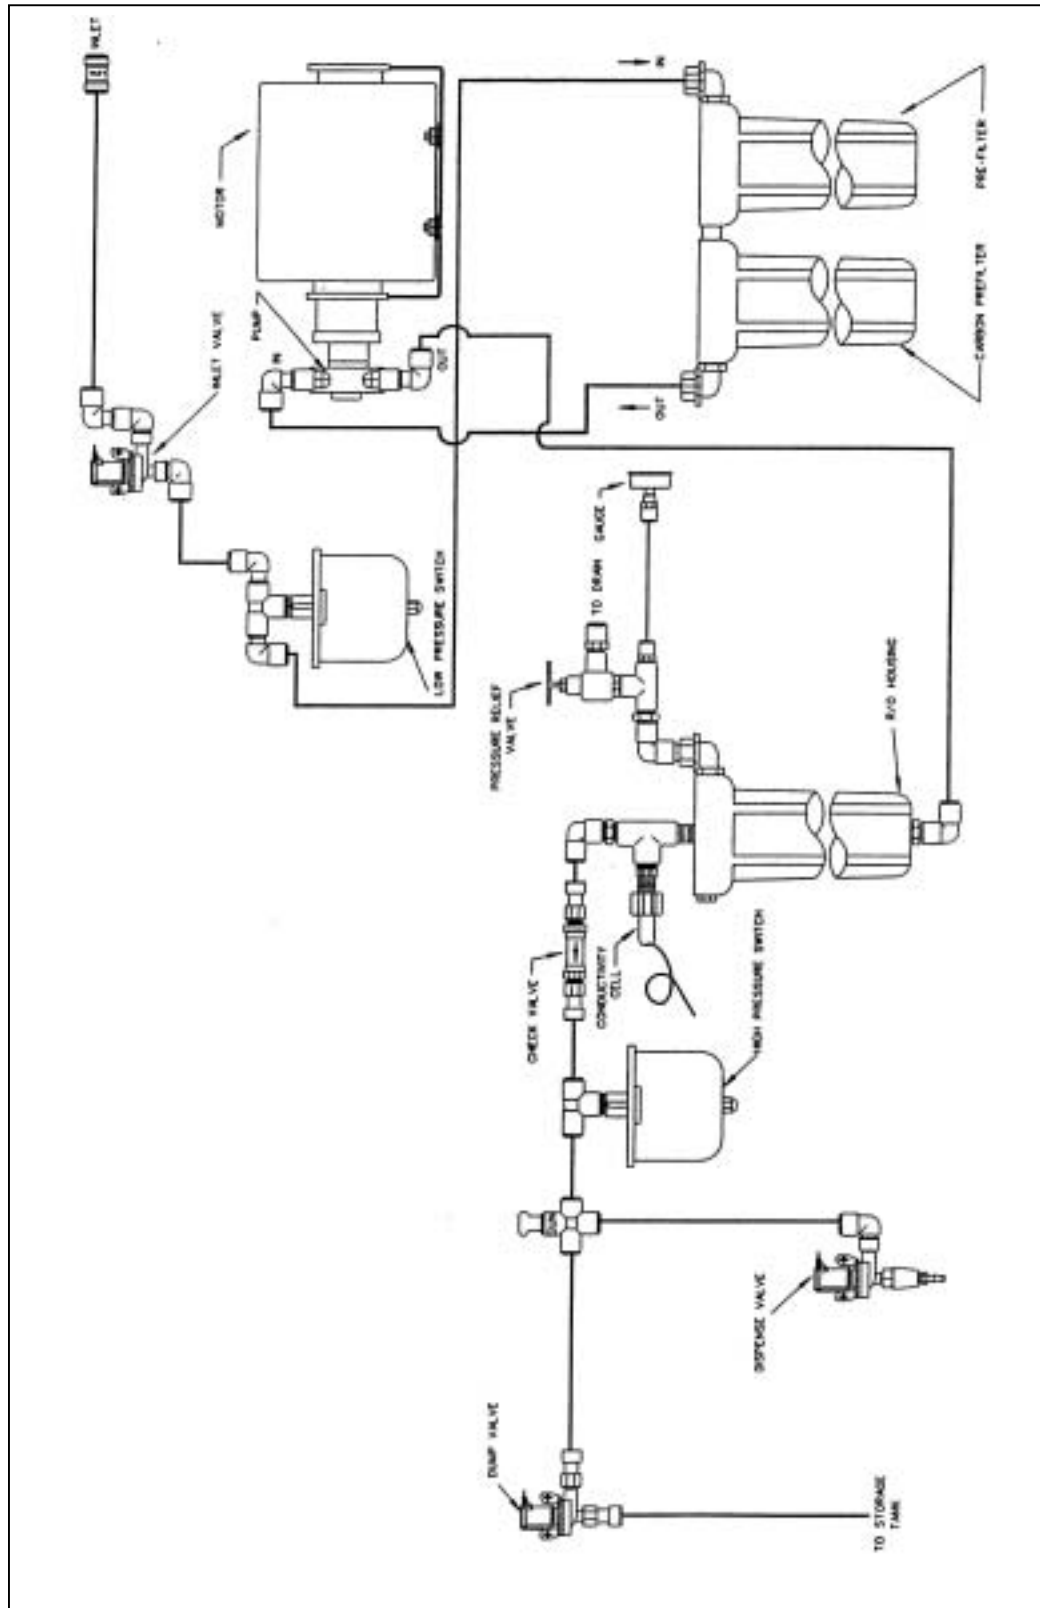 INLET
INLET VALVE
MOTOR
PUMP
IN
OUT
IN
OUT
PRE-FILTER
CARBON PREFILTER
LOW PRESSURE SWITCH
PRESSURE RELIEF
VALVE
TO DRAIN
GAUGE
R/O HOUSING
CONDUCTIVITY
CELL
CHECK VALVE
HIGH PRESSURE SWITCH
DISPENSE VALVE
DUMP VALVE
TO STORAGE
TANK